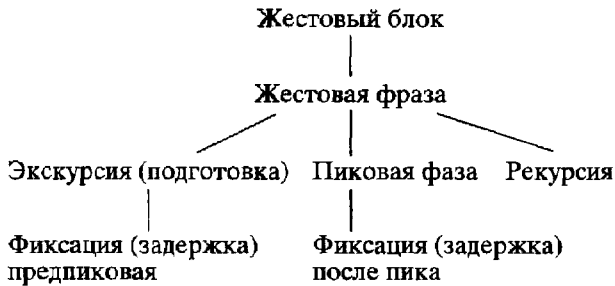 Жестовый блок
Жестовая фраза
Экскурсия (подготовка) Пиковая фаза Рекурсия
Фиксация (задержка) Фиксация (задержка)
предпиковая после пика